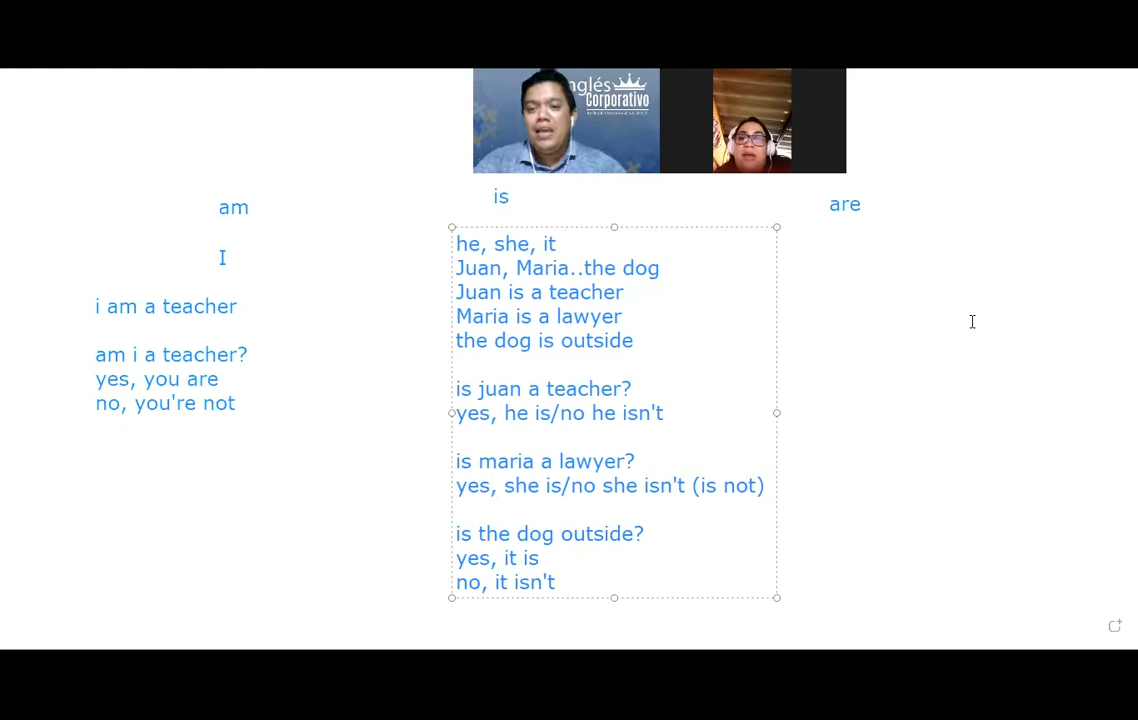 Inglés
Corporativo
am
is
are
I
i am a teacher
am i a teacher?
yes, you are
no, you're not
he, she, it
Juan, Maria..the dog
Juan is a teacher
Maria is a lawyer
the dog is outside
is juan a teacher?
yes, he is/no he isn't
is maria a lawyer?
yes, she is/no she isn't (is not)
is the dog outside?
yes, it is
no, it isn't